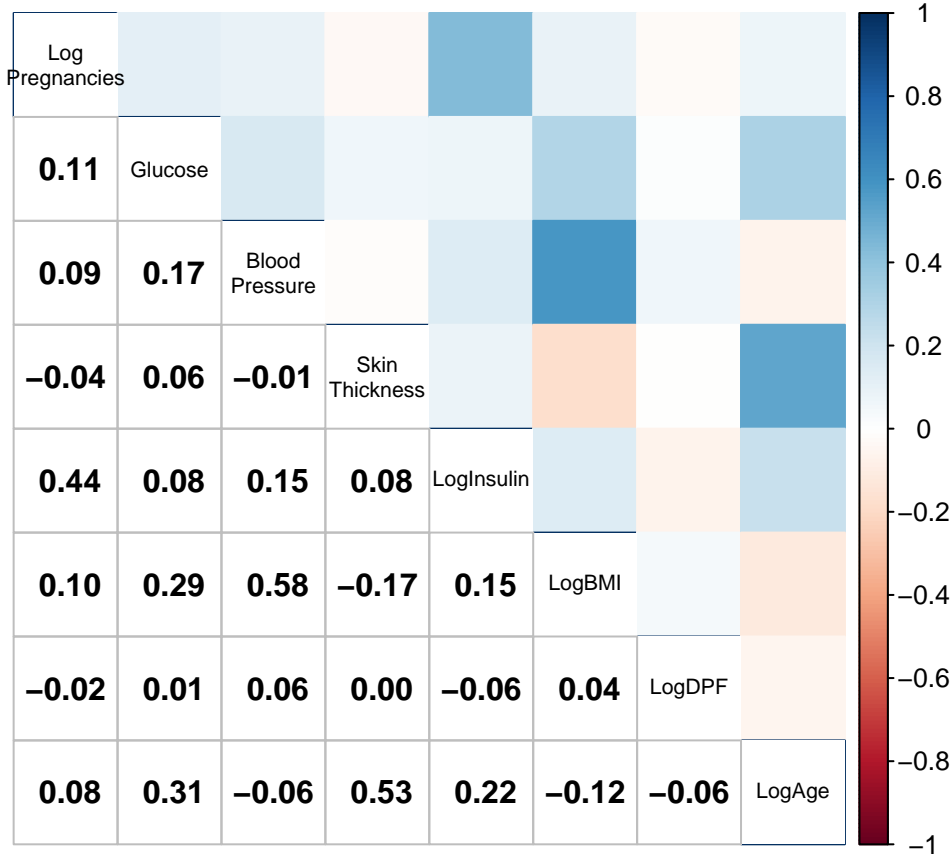 Log
Pregnancies
0.11 Glucose
0.09 0.17 Blood
Pressure
−0.04 0.06 −0.01 Skin
Thickness
0.44 0.08 0.15 0.08 LogInsulin
0.10 0.29 0.58 −0.17 0.15 LogBMI
−0.02 0.01 0.06 0.00 −0.06 0.04 LogDPF
0.08 0.31 −0.06 0.53 0.22 −0.12 −0.06 LogAge
1
0.8
0.6
0.4
0.2
0
−0.2
−0.4
−0.6
−0.8
−1